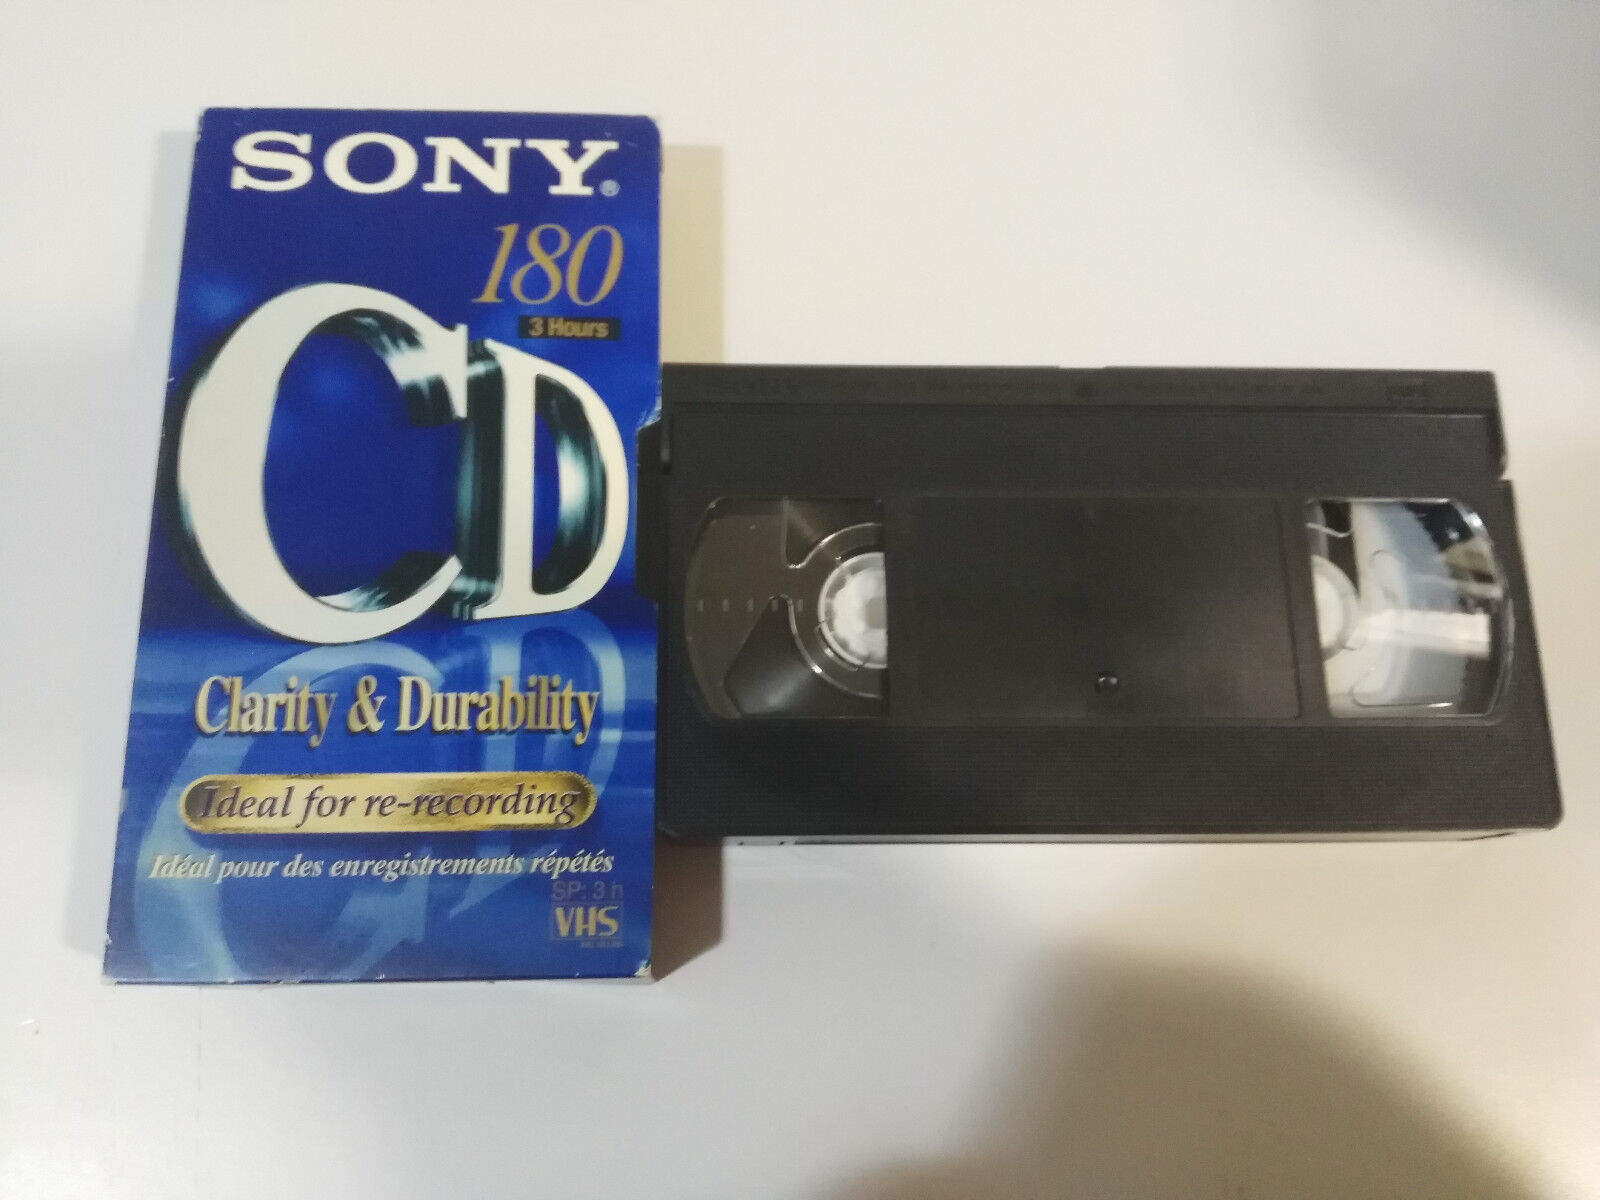 SONY®
180
3 Hours
CD
Clarity & Durability
Ideal for re-recording
Idéal pour des enregistrements répétés
SP: 3 h
VHS
SONY